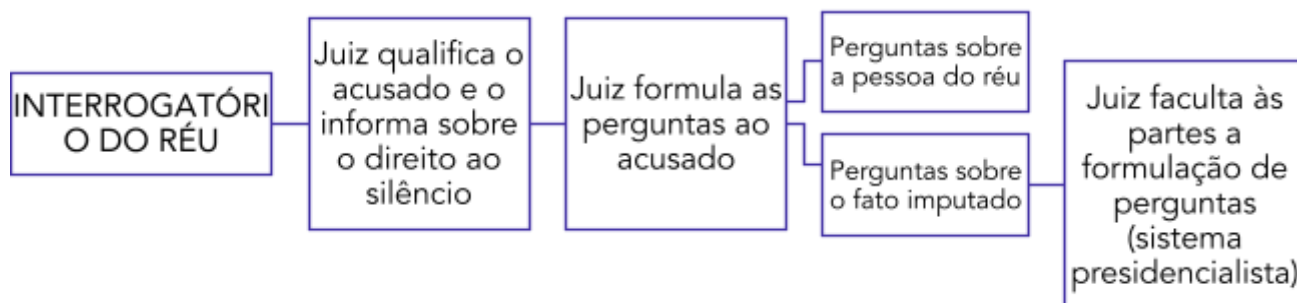 INTERROGATÓRI
O DO RÉU
Juiz qualifica o
acusado e o
informa sobre
o direito ao
silêncio
Juiz formula as
perguntas ao
acusado
Perguntas sobre
a pessoa do réu
Perguntas sobre
o fato imputado
Juiz faculta às
partes a
formulação de
perguntas
(sistema
presidencialista)